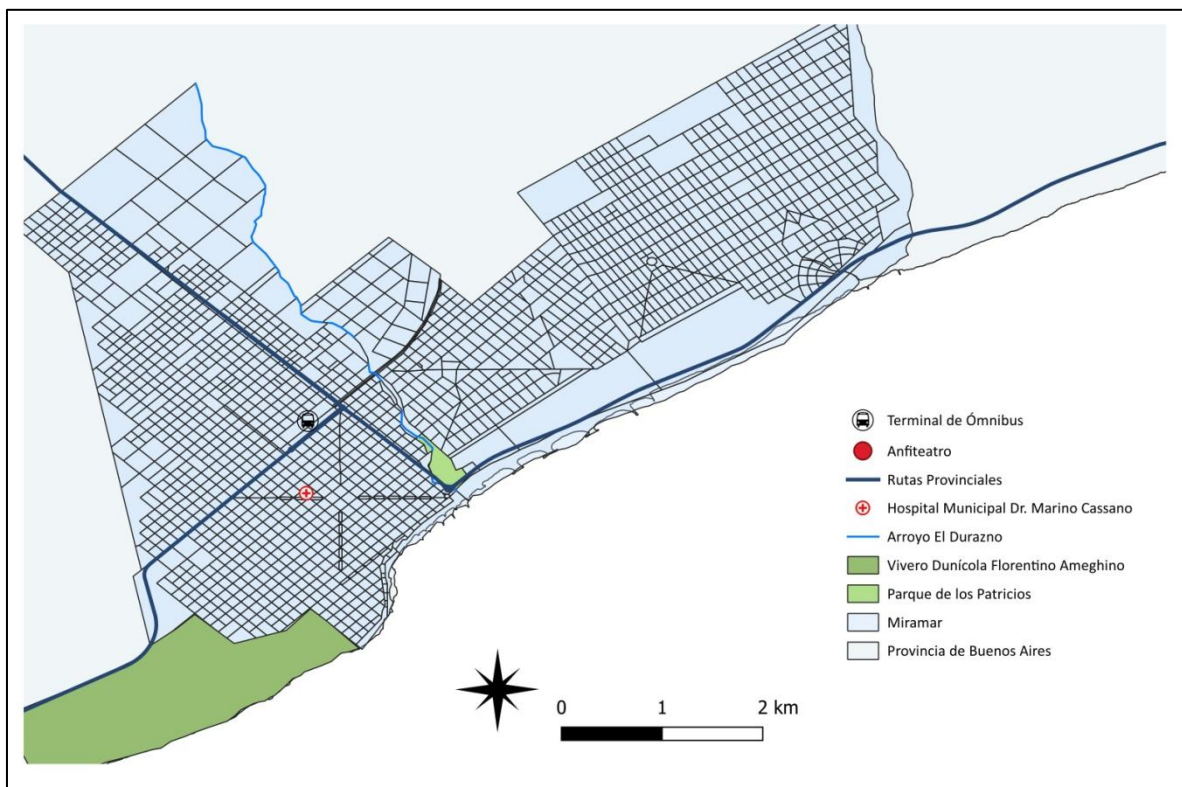 Terminal de Ómnibus
Anfiteatro
Rutas Provinciales
Hospital Municipal Dr. Marino Cassano
Arroyo El Durazno
Vivero Dunícola Florentino Ameghino
Parque de los Patricios
Miramar
Provincia de Buenos Aires
0 1 2 km